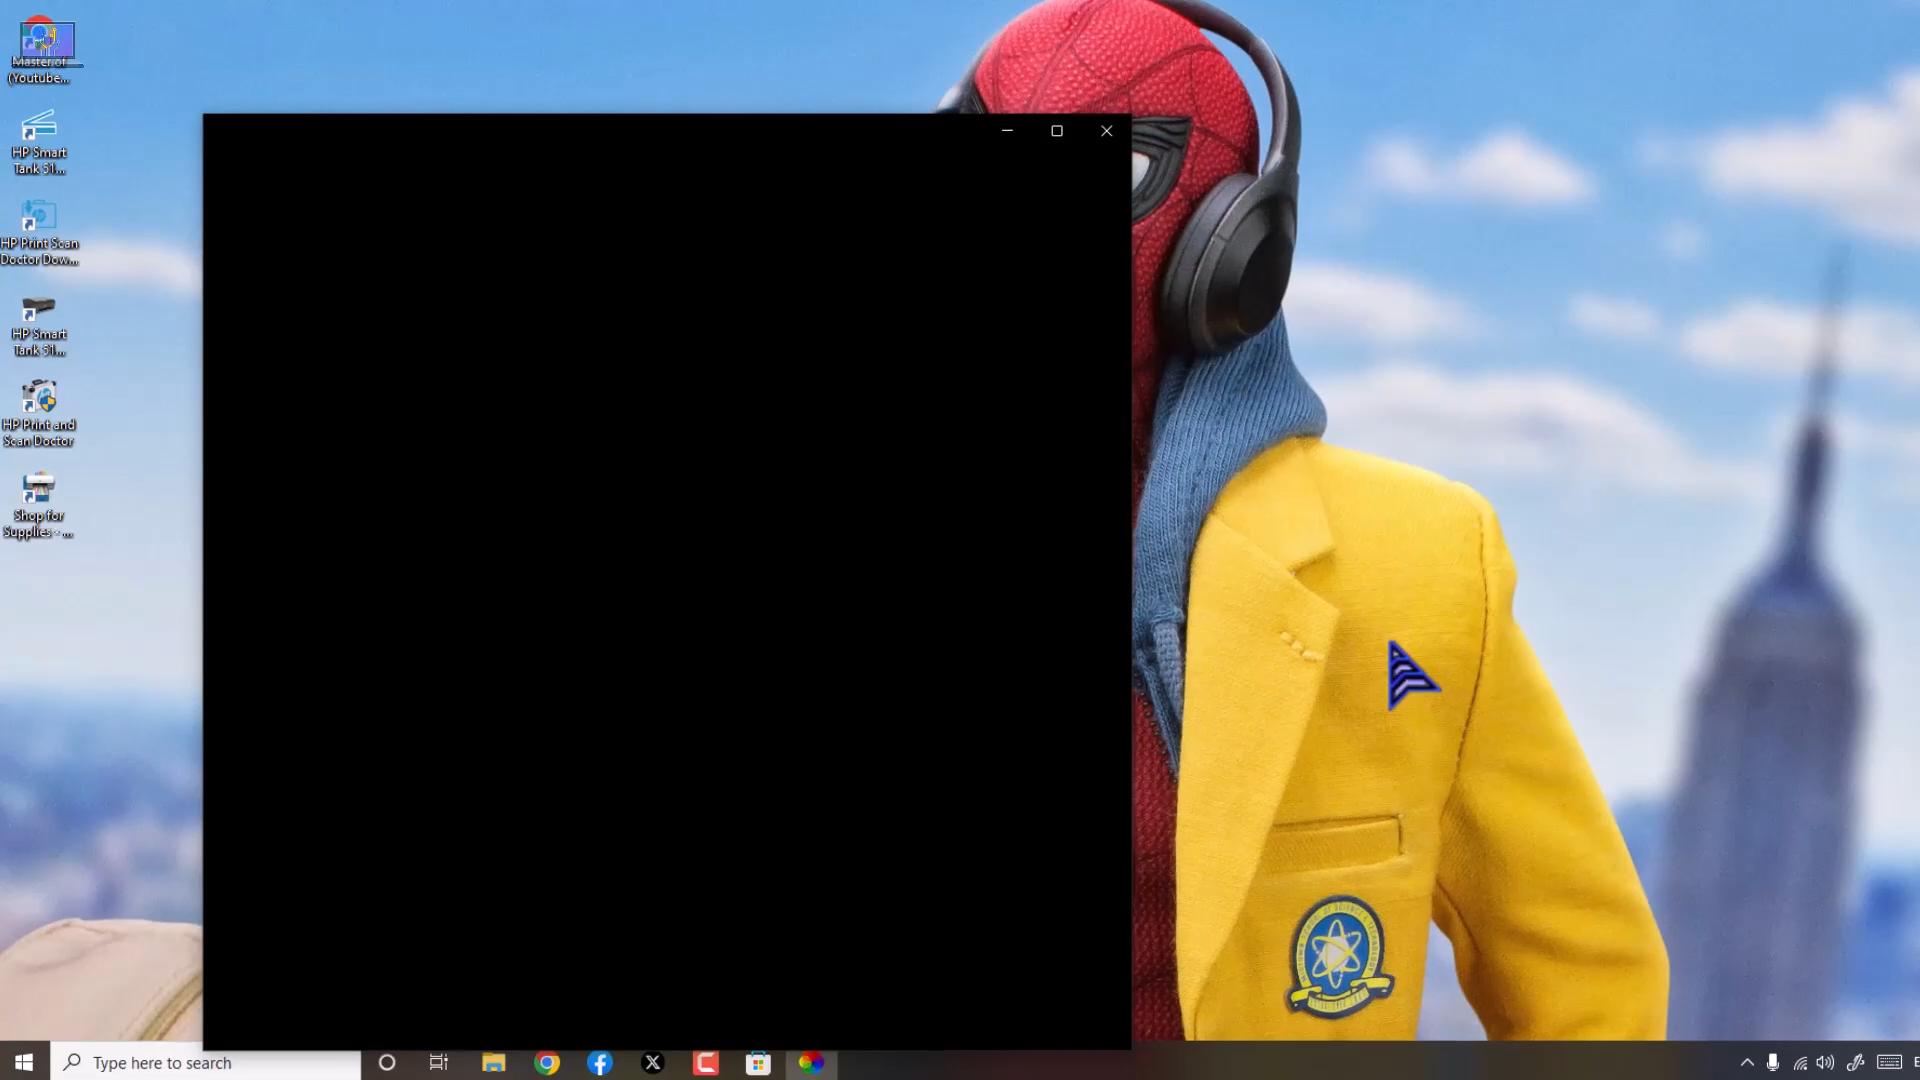 Master of
(Youtube...
HP Smart
Tank 51...
HP Print Scan
Doctor Dow...
HP Smart
Tank 51...
HP Print and
Scan Doctor
Shop for
Supplies - ...
Type here to search